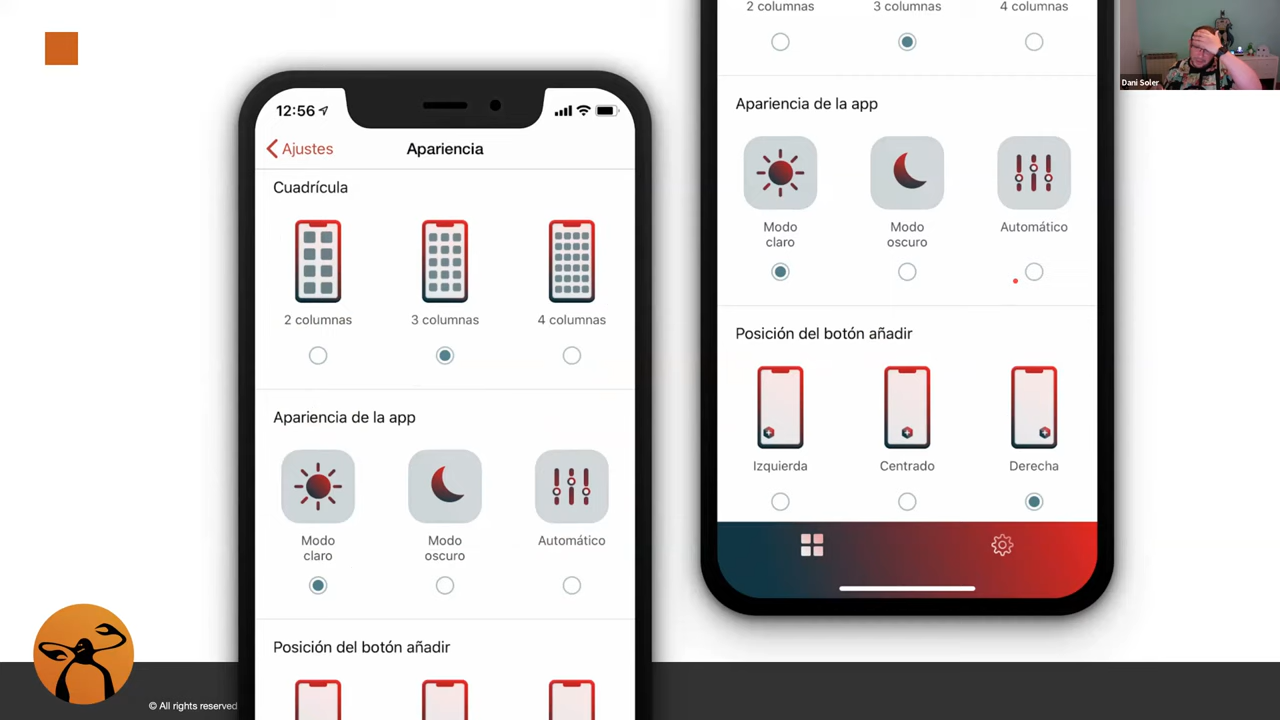 12:56
Ajustes
Apariencia
Cuadrícula
2 columnas
3 columnas
4 columnas
Apariencia de la app
Modo
claro
Modo
oscuro
Automático
Posición del botón añadir
2 columnas
3 columnas
4 columnas
Apariencia de la app
Modo
claro
Modo
oscuro
Automático
Posición del botón añadir
Izquierda
Centrado
Derecha
Dani Soler
© All rights reserved